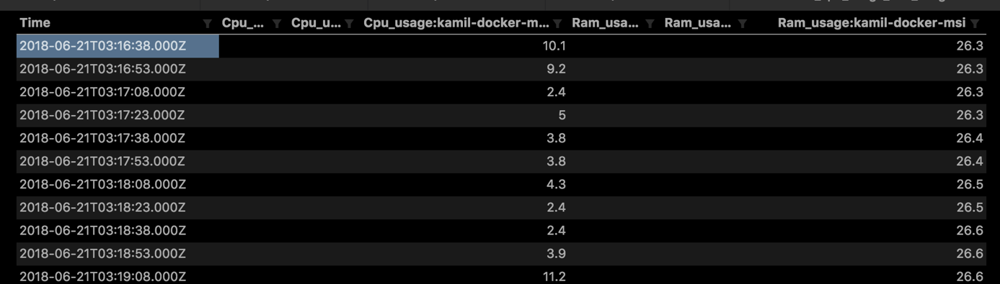 Time Cpu_... Cpu_u... Cpu_usage:kamil-docker-m... Ram_usa... Ram_usa... Ram_usage:kamil-docker-msi
2018-06-21T03:16:38.000Z 10.1 26.3
2018-06-21T03:16:53.000Z 9.2 26.3
2018-06-21T03:17:08.000Z 2.4 26.3
2018-06-21T03:17:23.000Z 5 26.3
2018-06-21T03:17:38.000Z 3.8 26.4
2018-06-21T03:17:53.000Z 3.8 26.4
2018-06-21T03:18:08.000Z 4.3 26.5
2018-06-21T03:18:23.000Z 2.4 26.5
2018-06-21T03:18:38.000Z 2.4 26.6
2018-06-21T03:18:53.000Z 3.9 26.6
2018-06-21T03:19:08.000Z 11.2 26.6